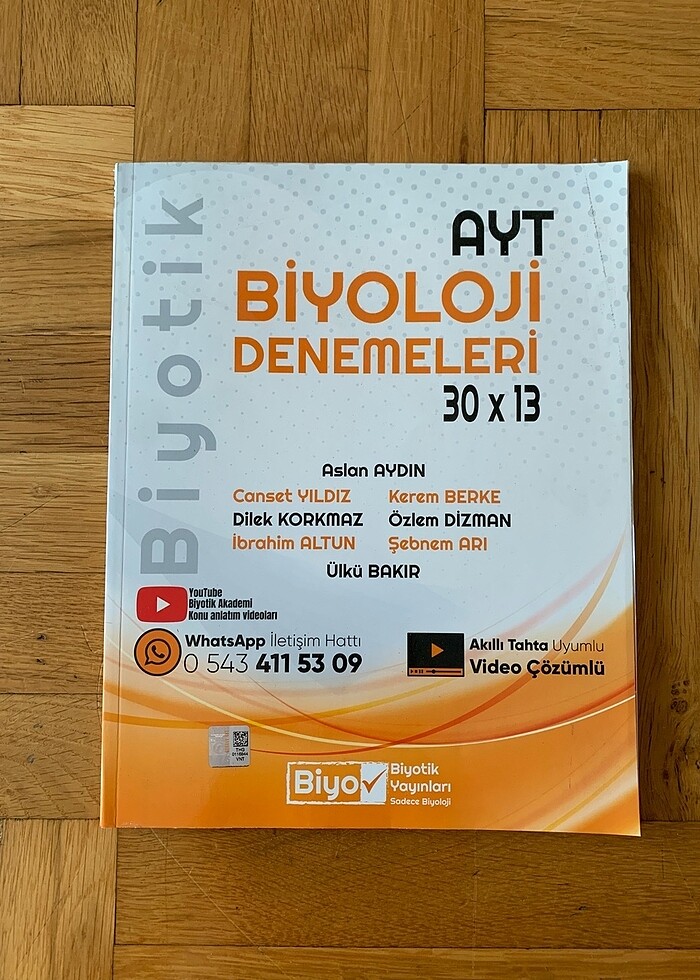 Biyotik
AYT
BİYOLOJİ
DENEMELERİ
30 x 13
Aslan AYDIN
Canset YILDIZ Kerem BERKE
Dilek KORKMAZ Özlem DİZMAN
İbrahim ALTUN Şebnem ARI
Ülkü BAKIR
YouTube
Biyotik Akademi
Konu anlatım videoları
WhatsApp İletişim Hattı
0 543 411 53 09
Akıllı Tahta Uyumlu
Video Çözümlü
Biyo
Biyotik
Yayınları
Sadece Biyoloji